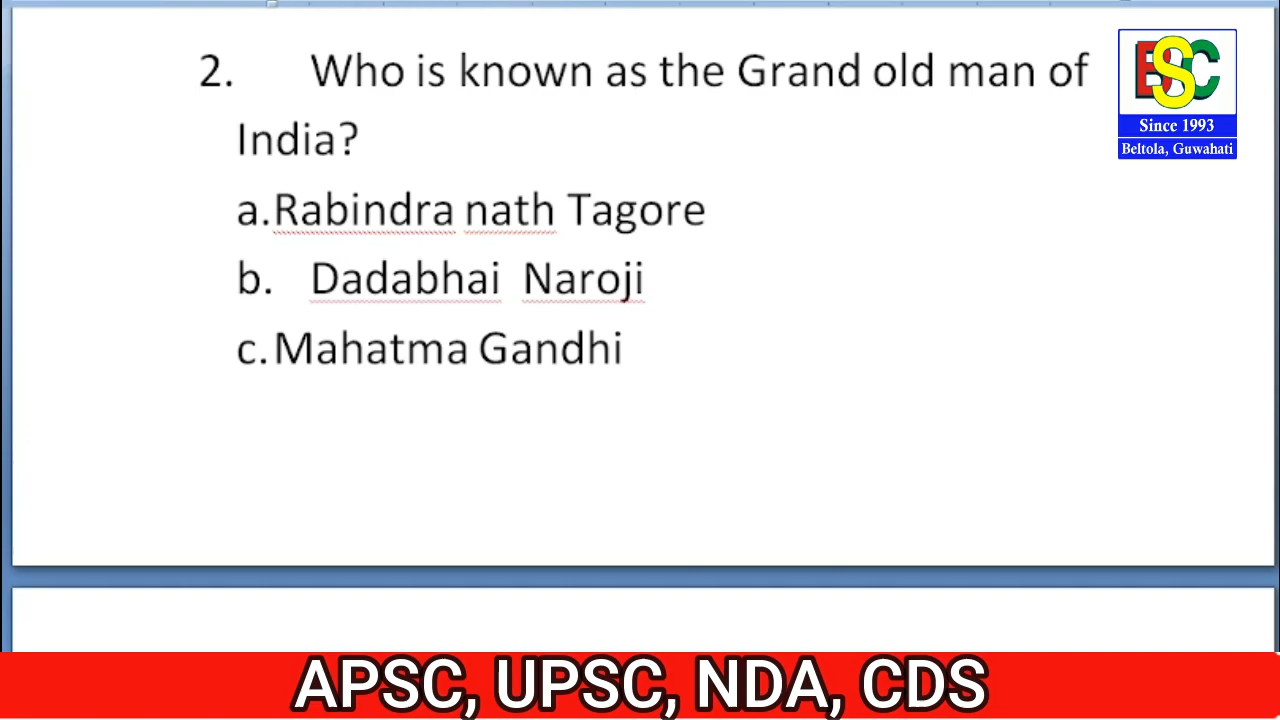 2. Who is known as the Grand old man of
India?
a.Rabindra nath Tagore
b. Dadabhai Naroji
c.Mahatma Gandhi
BSC
Since 1993
Beltola, Guwahati
APSC, UPSC, NDA, CDS